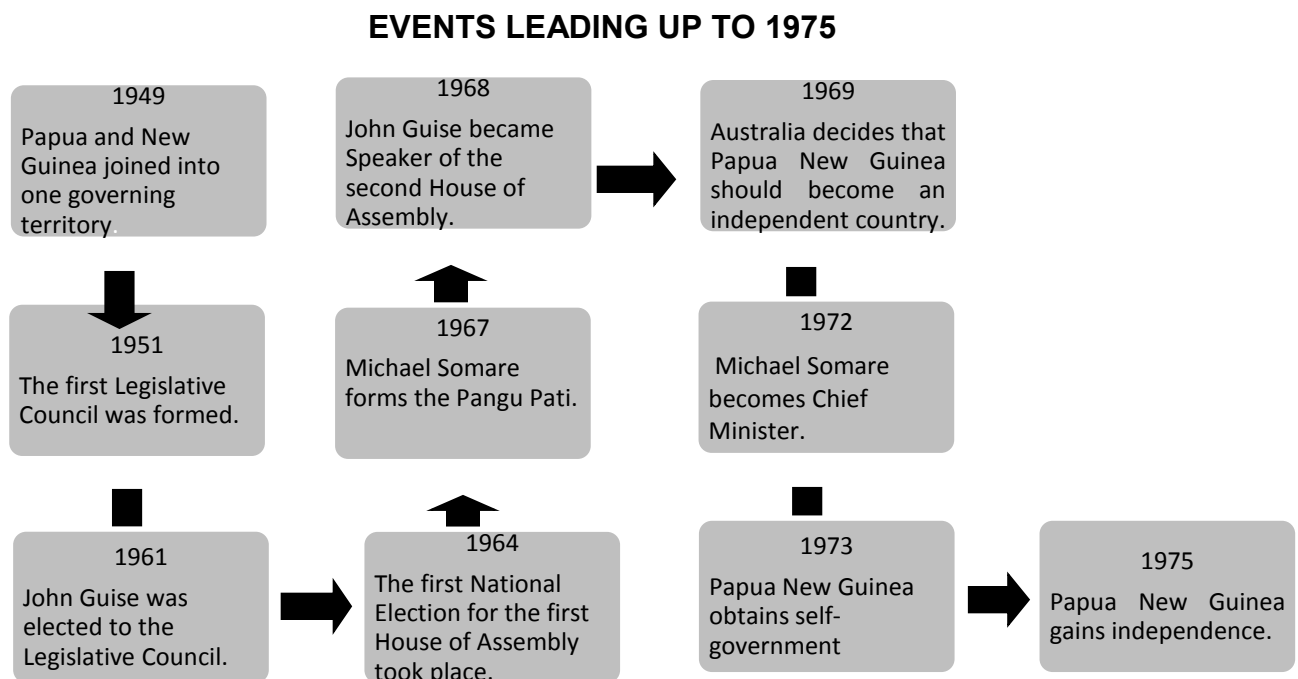 EVENTS LEADING UP TO 1975
1949
Papua and New
Guinea joined into
one governing
territory.
1951
The first Legislative
Council was formed.
1961
John Guise was
elected to the
Legislative Council.
1964
The first National
Election for the first
House of Assembly
took place.
1967
Michael Somare
forms the Pangu Pati.
1968
John Guise became
Speaker of the
second House of
Assembly.
1969
Australia decides that
Papua New Guinea
should become an
independent country.
1972
Michael Somare
becomes Chief
Minister.
1973
Papua New Guinea
obtains self-
government
1975
Papua New Guinea
gains independence.